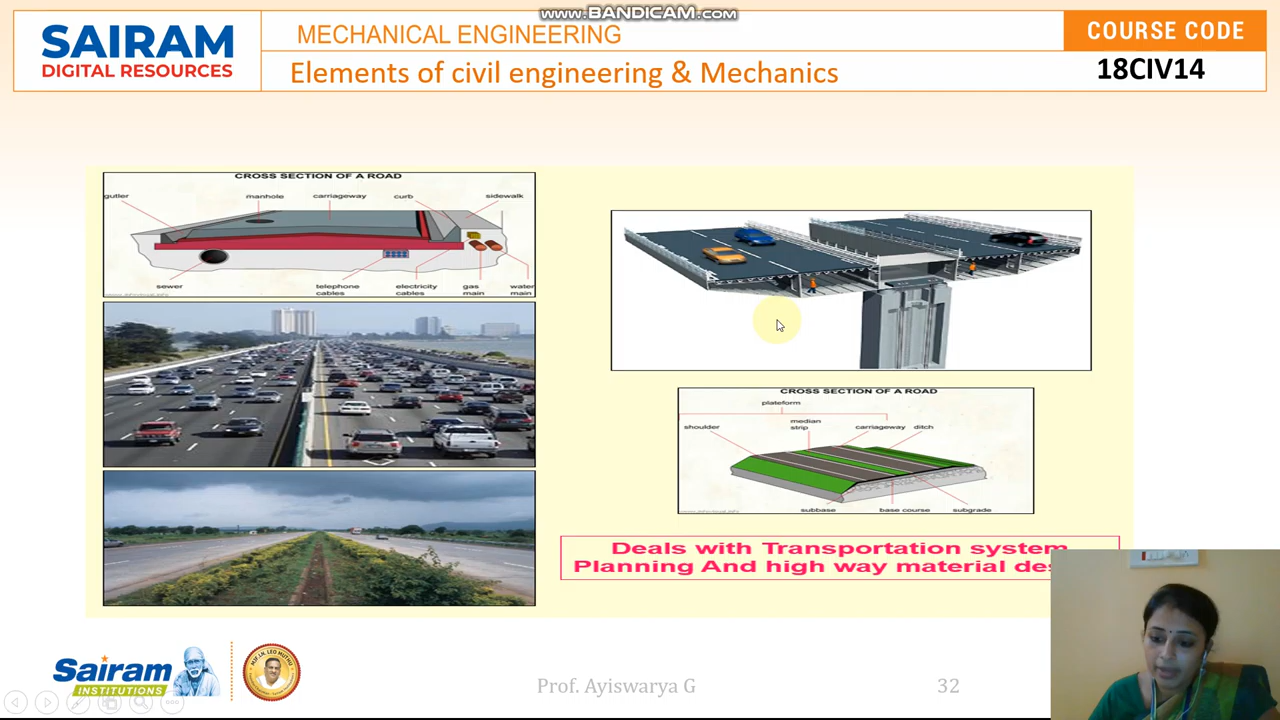 www.BANDICAM.com
SAIRAM
DIGITAL RESOURCES
MECHANICAL ENGINEERING
Elements of civil engineering & Mechanics
COURSE CODE
18CIV14
CROSS SECTION OF A ROAD
gutler manhole carriageway curb sidewalk
sewer telephone cables electricity cables gas main water main
CROSS SECTION OF A ROAD
plateform
shoulder median strip carriageway ditch
subbase base course subgrade
Deals with Transportation system
Planning And high way material des
Sairam
INSTITUTIONS
Prof. Ayiswarya G
32